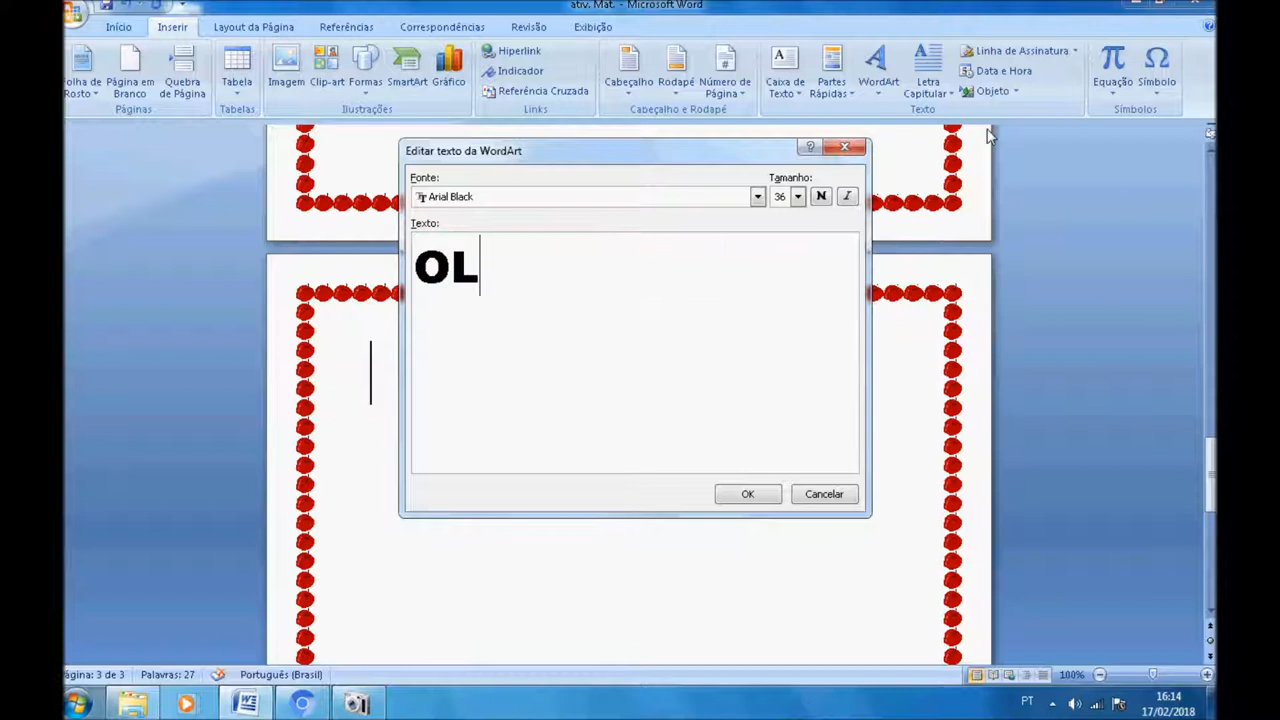 ativ. Mat. - Microsoft Word
Início Inserir Layout da Página Referências Correspondências Revisão Exibição
Folha de Rosto Página em Branco Quebra de Página
Páginas
Tabela
Tabelas
Imagem Clip-art Formas SmartArt Gráfico
Ilustrações
Hiperlink
Indicador
Referência Cruzada
Links
Cabeçalho Rodapé Número de Página
Cabeçalho e Rodapé
Caixa de Texto Partes Rápidas WordArt Letra Capitular
Linha de Assinatura
Data e Hora
Objeto
Texto
Equação Símbolo
Símbolos
Editar texto da WordArt
Fonte: Tamanho:
Arial Black 36 N I
Texto:
OL
OK Cancelar
ágina: 3 de 3 Palavras: 27 Português (Brasil) 100%
PT 16:14
17/02/2018